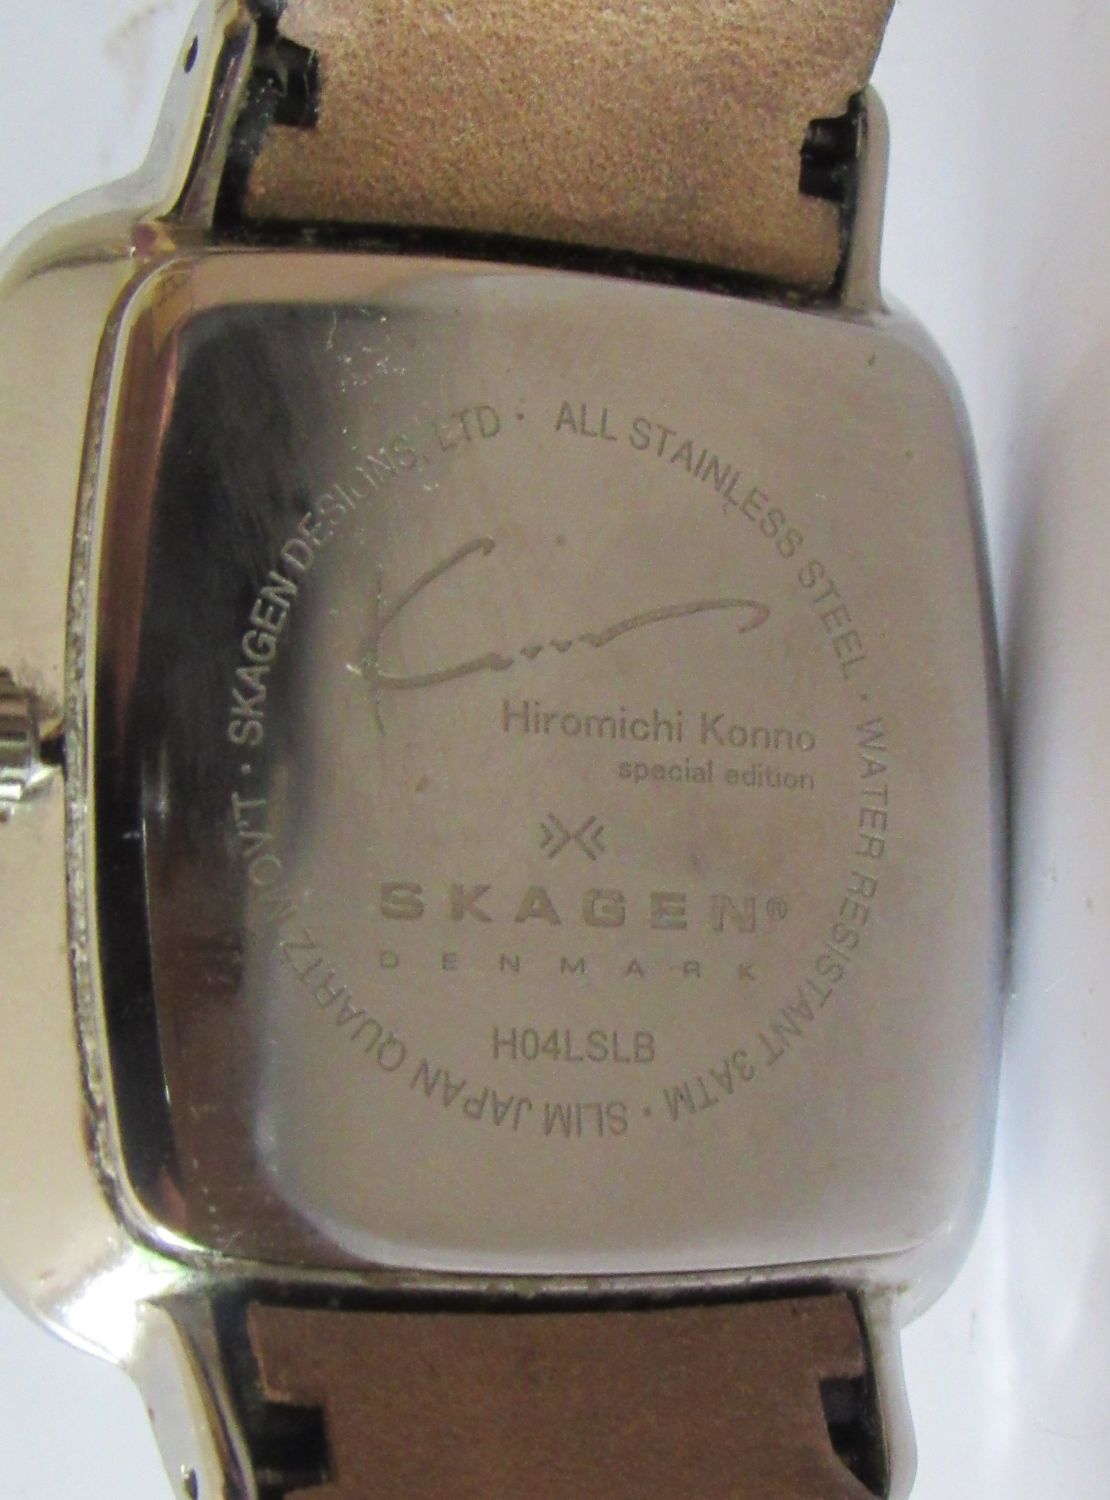 SKAGEN DESIGNS, LTD · ALL STAINLESS STEEL · WATER RESISTANT 3ATM · SLIM JAPAN QUARTZ MOV'T ·
Hiromichi Konno
special edition
SKAGEN®
DENMARK
H04LSLB